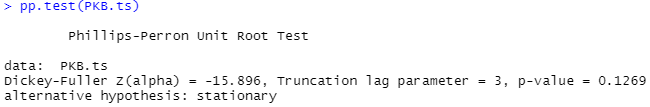 > pp.test(PKB.ts)
Phillips-Perron Unit Root Test
data:  PKB.ts
Dickey-Fuller Z(alpha) = -15.896, Truncation lag parameter = 3, p-value = 0.1269
alternative hypothesis: stationary